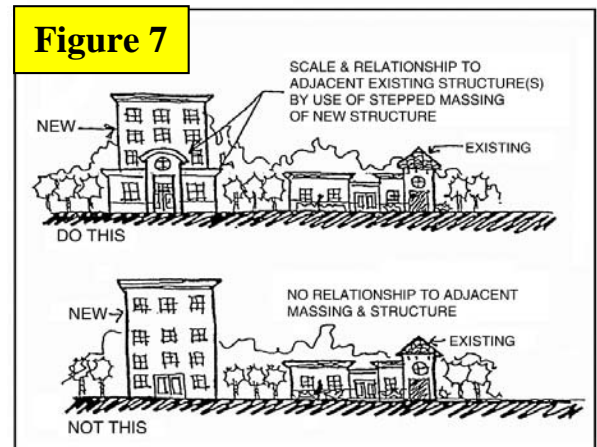 Figure 7
SCALE & RELATIONSHIP TO
ADJACENT EXISTING STRUCTURE(S)
BY USE OF STEPPED MASSING
OF NEW STRUCTURE
NEW
EXISTING
DO THIS
NO RELATIONSHIP TO ADJACENT
MASSING & STRUCTURE
NEW
EXISTING
NOT THIS